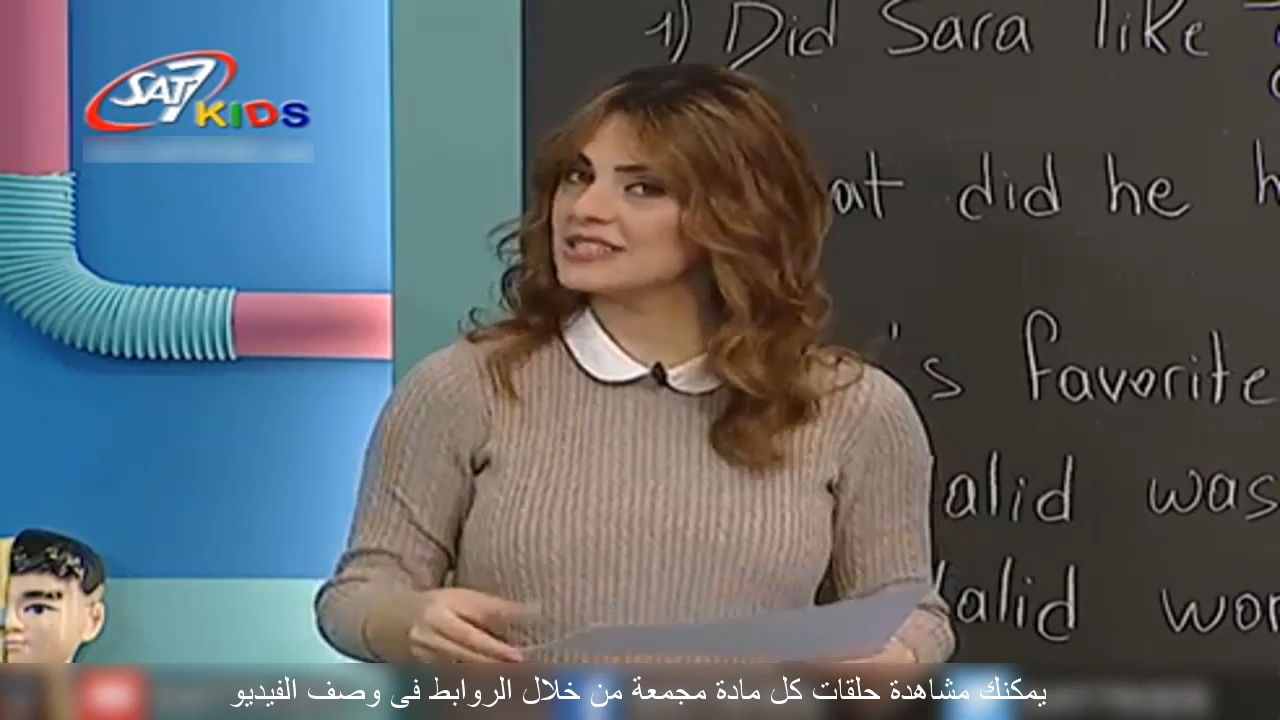 SAT7
KIDS
1) Did Sara like
at did he
's favorite
alid was
alid wor
يمكنك مشاهدة حلقات كل مادة مجمعة من خلال الروابط فى وصف الفيديو